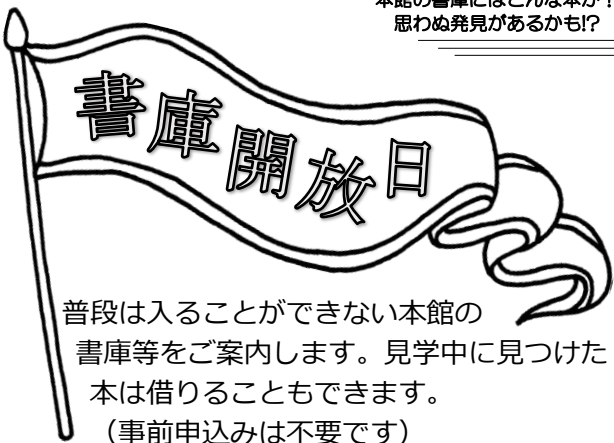 本館の書庫にはどんな本が？
思わぬ発見があるかも!?
書庫開放日
普段は入ることができない本館の
書庫等をご案内します。見学中に見つけた
本は借りることもできます。
（事前申込みは不要です）